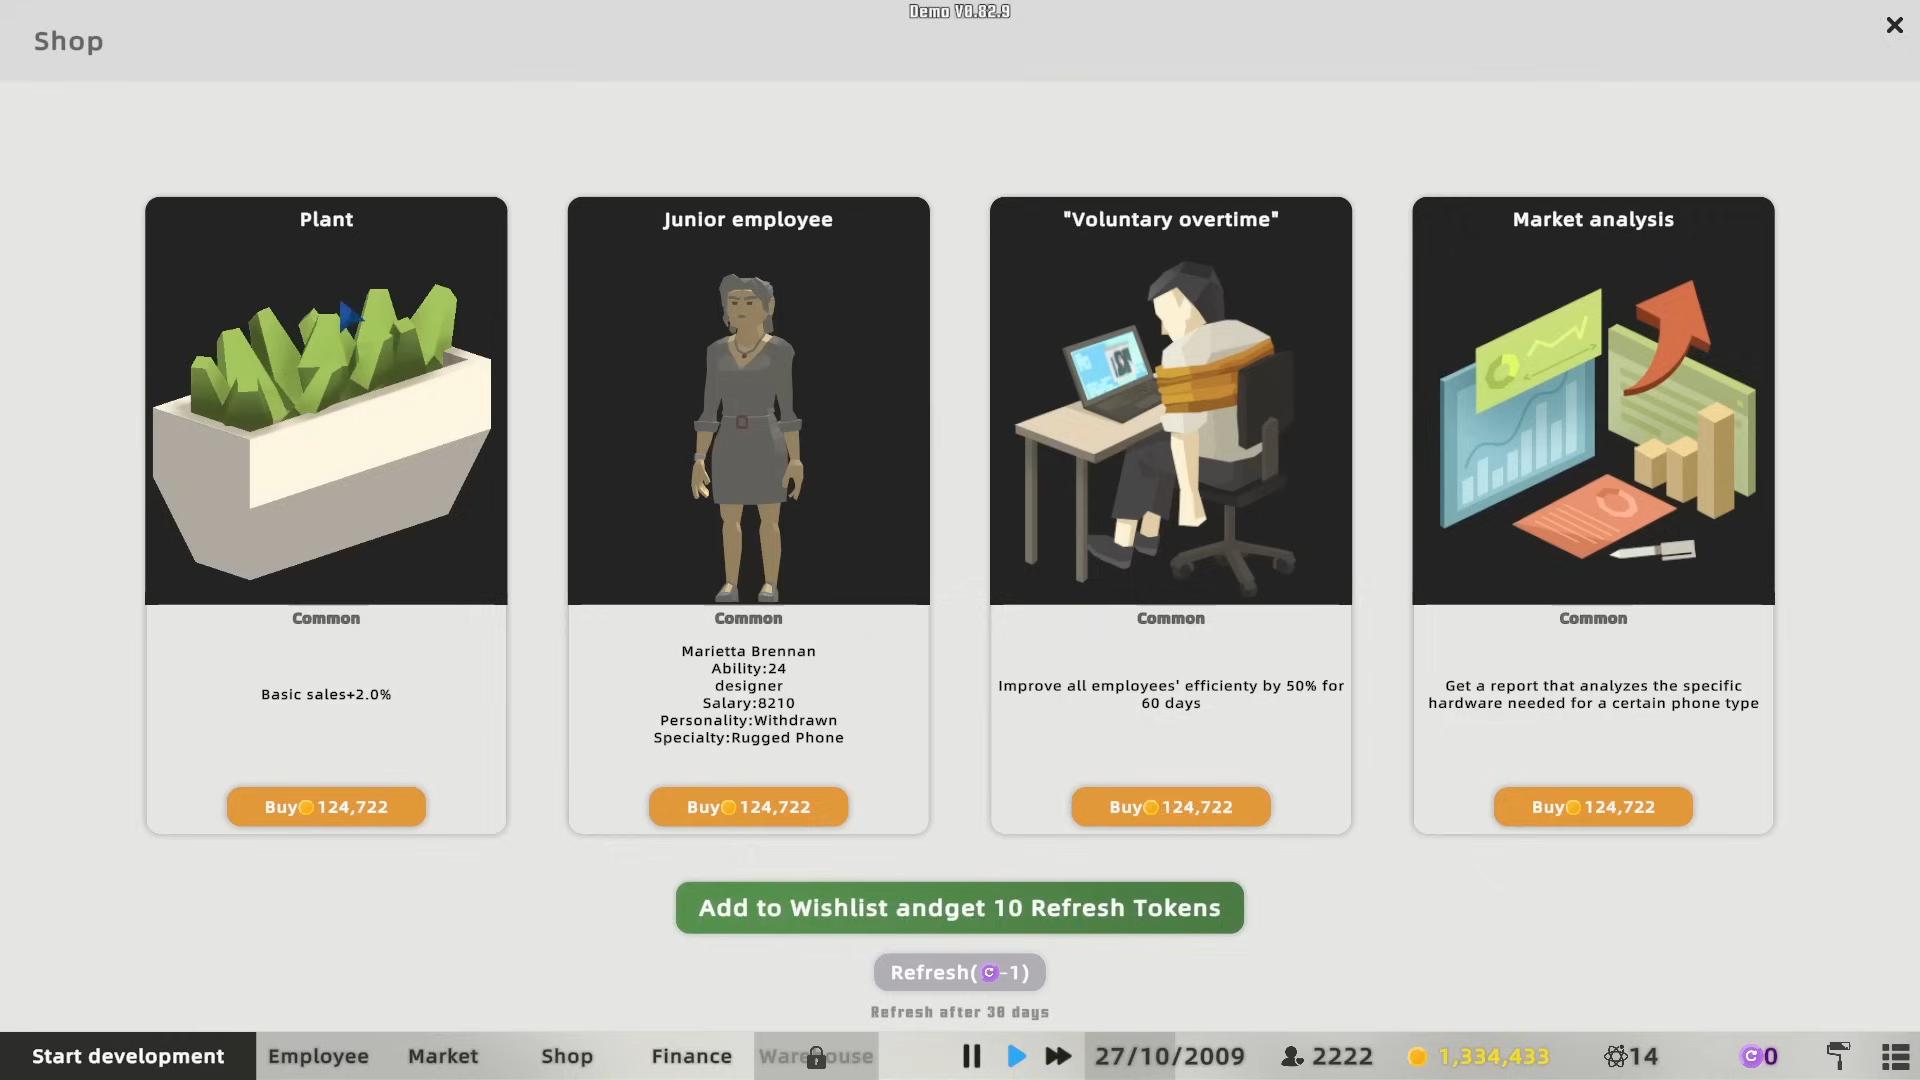 Demo V0.82.9
Shop
Plant
Common
Basic sales+2.0%
Buy 124,722
Junior employee
Common
Marietta Brennan
Ability:24
designer
Salary:8210
Personality:Withdrawn
Specialty:Rugged Phone
Buy 124,722
"Voluntary overtime"
Common
Improve all employees' efficienty by 50% for
60 days
Buy 124,722
Market analysis
Common
Get a report that analyzes the specific
hardware needed for a certain phone type
Buy 124,722
Add to Wishlist andget 10 Refresh Tokens
Refresh( -1)
Refresh after 30 days
Start development Employee Market Shop Finance Warehouse 27/10/2009 2222 1,334,433 14 0